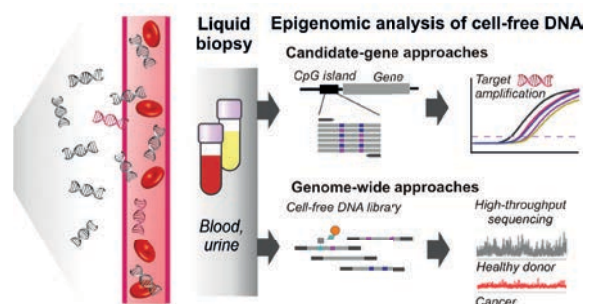 Liquid
biopsy
Epigenomic analysis of cell-free DNA
Candidate-gene approaches
CpG island
Gene
Target
amplification
Blood,
urine
Genome-wide approaches
Cell-free DNA library
High-throughput
sequencing
Healthy donor
Cancer